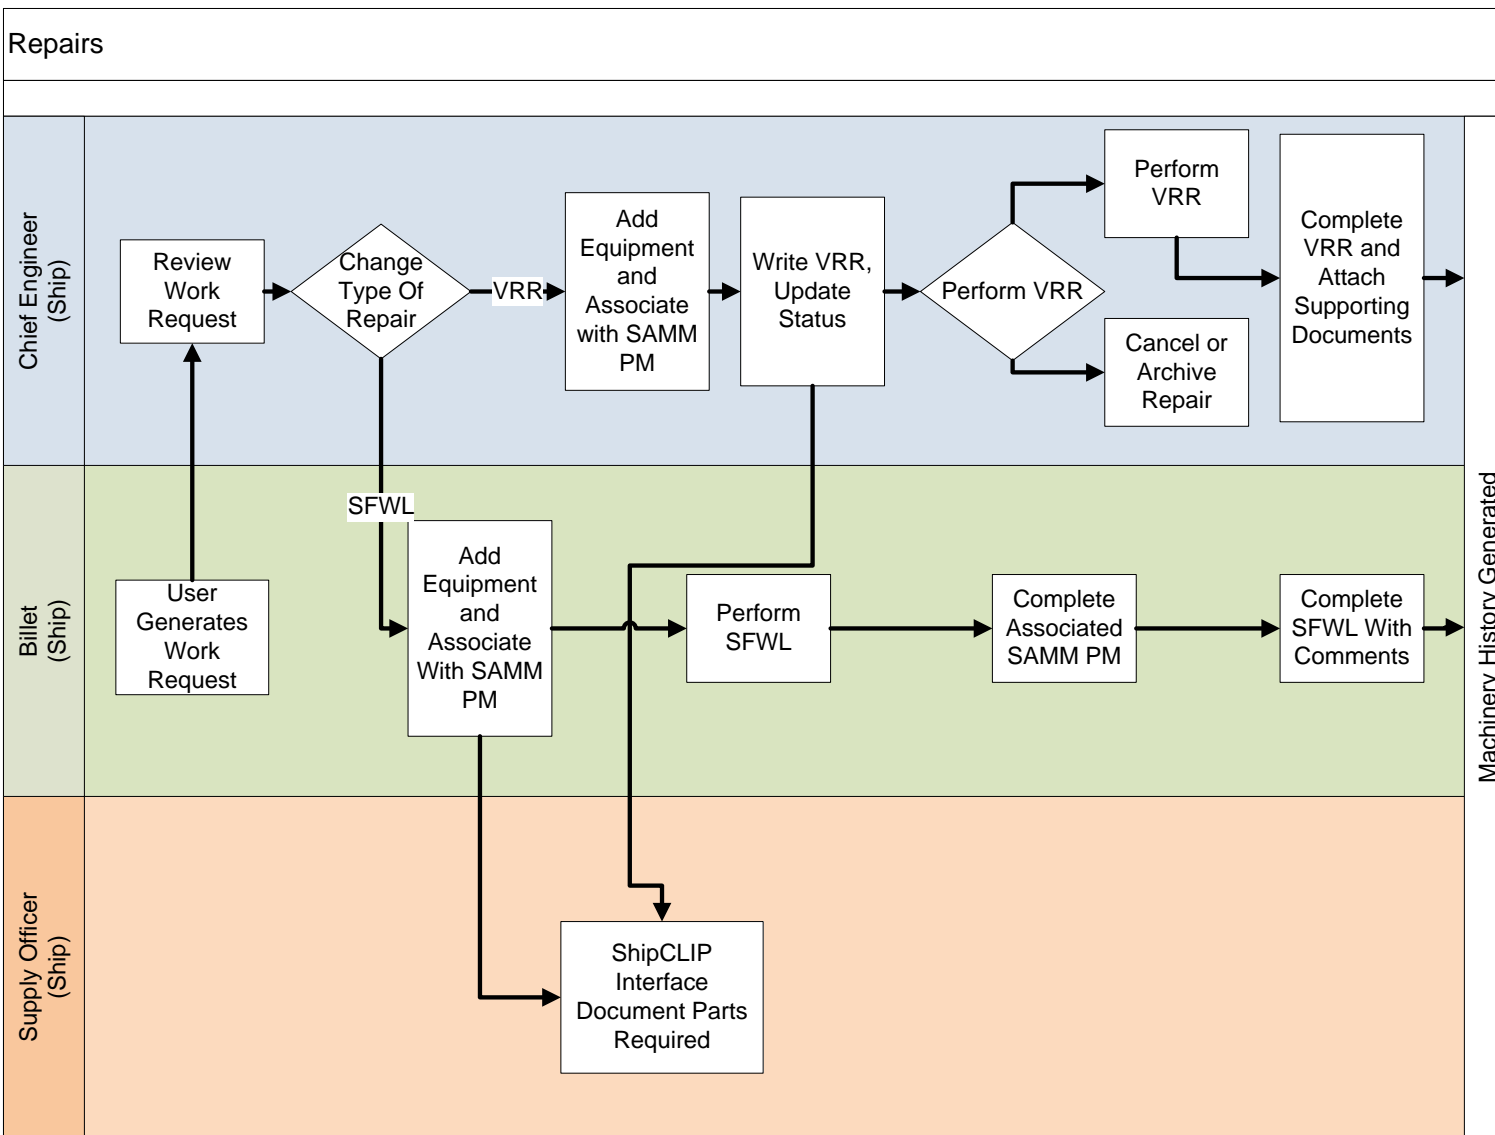 Repairs
Chief Engineer
(Ship)
Review
Work
Request
Change
Type Of
Repair
VRR
Add
Equipment
and
Associate
with SAMM
PM
Write VRR,
Update
Status
Perform VRR
Perform
VRR
Cancel or
Archive
Repair
Complete
VRR and
Attach
Supporting
Documents
Billet
(Ship)
User
Generates
Work
Request
SFWL
Add
Equipment
and
Associate
With SAMM
PM
Perform
SFWL
Complete
Associated
SAMM PM
Complete
SFWL With
Comments
Machinery History Generated
Supply Officer
(Ship)
ShipCLIP
Interface
Document Parts
Required